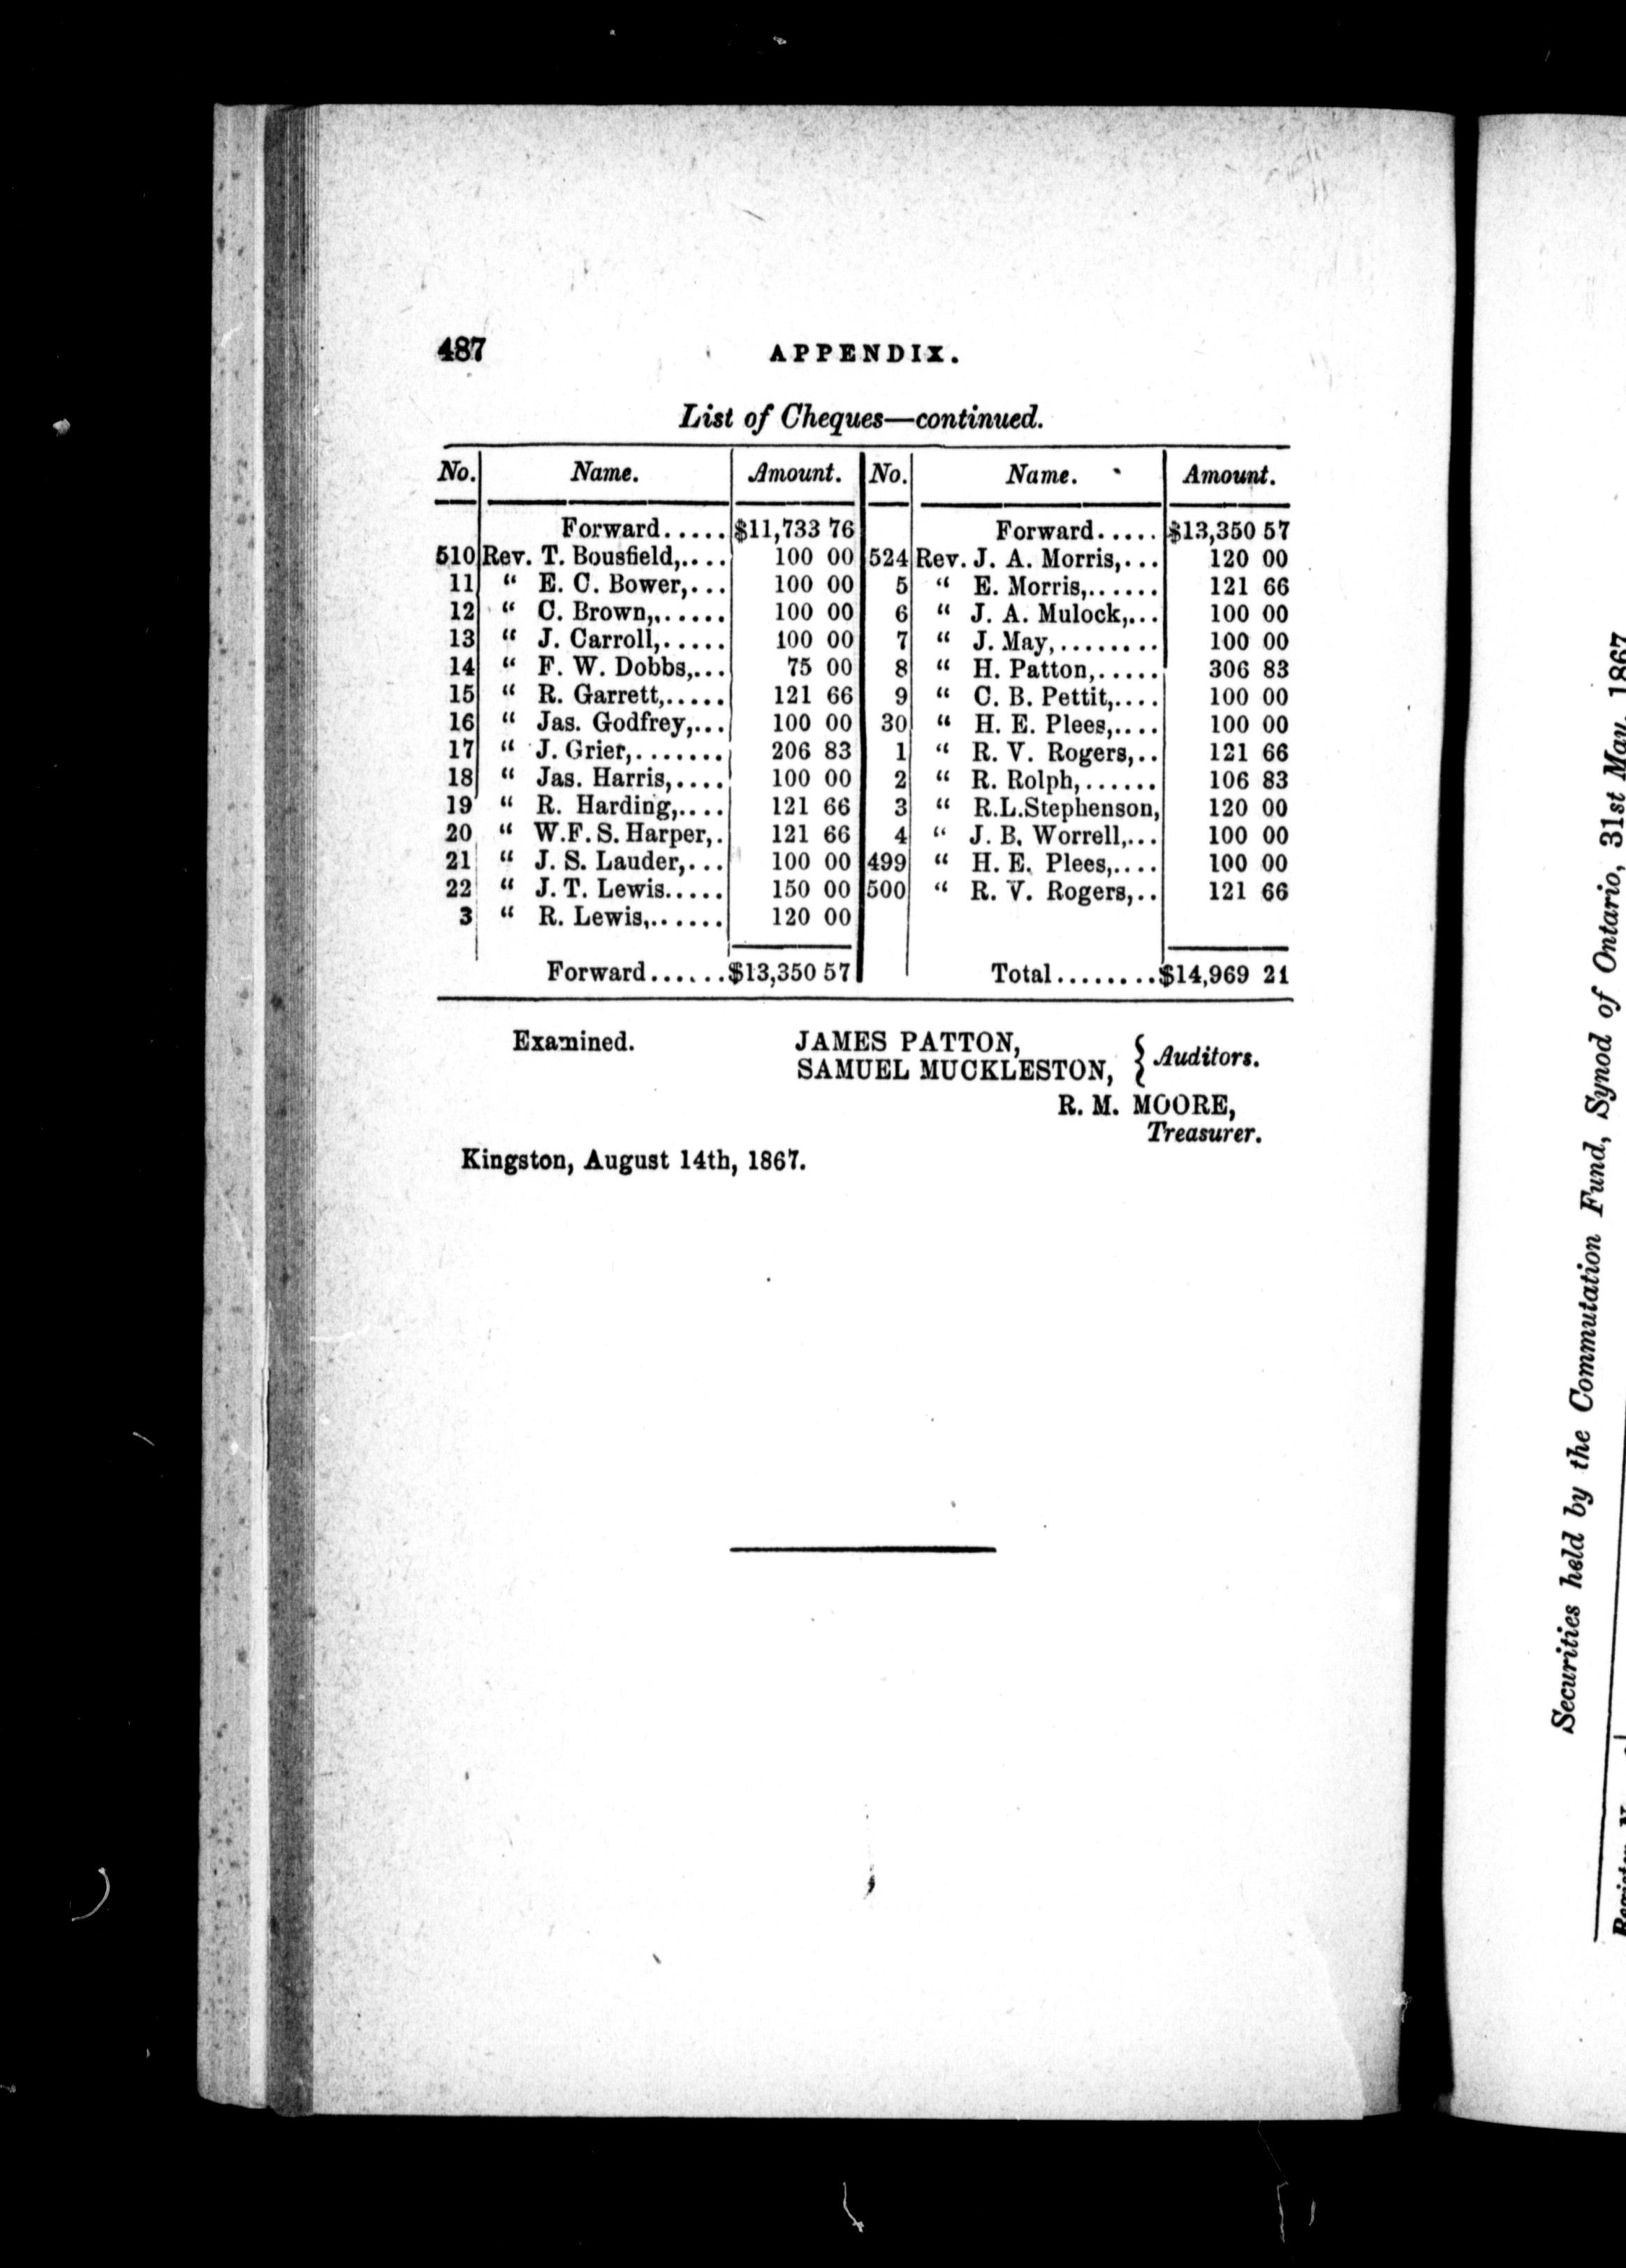 487 APPENDIX.
List of Cheques—continued.
No. Name. Amount. No. Name. Amount.
Forward..... $11,733 76 Forward..... $13,350 57
510 Rev. T. Bousfield,.... 100 00 524 Rev. J. A. Morris,... 120 00
11 “ E. C. Bower,... 100 00 5 “ E. Morris,...... 121 66
12 “ C. Brown,,..... 100 00 6 “ J. A. Mulock,... 100 00
13 “ J. Carroll,..... 100 00 7 “ J. May,........ 100 00
14 “ F. W. Dobbs,... 75 00 8 “ H. Patton,..... 306 83
15 “ R. Garrett,..... 121 66 9 “ C. B. Pettit,.... 100 00
16 “ Jas. Godfrey,... 100 00 30 “ H. E. Plees,.... 100 00
17 “ J. Grier,....... 206 83 1 “ R. V. Rogers,.. 121 66
18 “ Jas. Harris,.... 100 00 2 “ R. Rolph,...... 106 83
19 “ R. Harding,.... 121 66 3 “ R.L.Stephenson, 120 00
20 “ W.F.S. Harper,. 121 66 4 “ J. B. Worrell,... 100 00
21 “ J. S. Lauder,... 100 00 499 “ H. E. Plees,.... 100 00
22 “ J. T. Lewis..... 150 00 500 “ R. V. Rogers,.. 121 66
3 “ R. Lewis,...... 120 00
Forward...... $13,350 57 Total........ $14,969 21
Examined. JAMES PATTON,
SAMUEL MUCKLESTON, } Auditors.
R. M. MOORE,
Treasurer.
Kingston, August 14th, 1867.
Securities held by the Commutation Fund, Synod of Ontario, 31st May, 1867